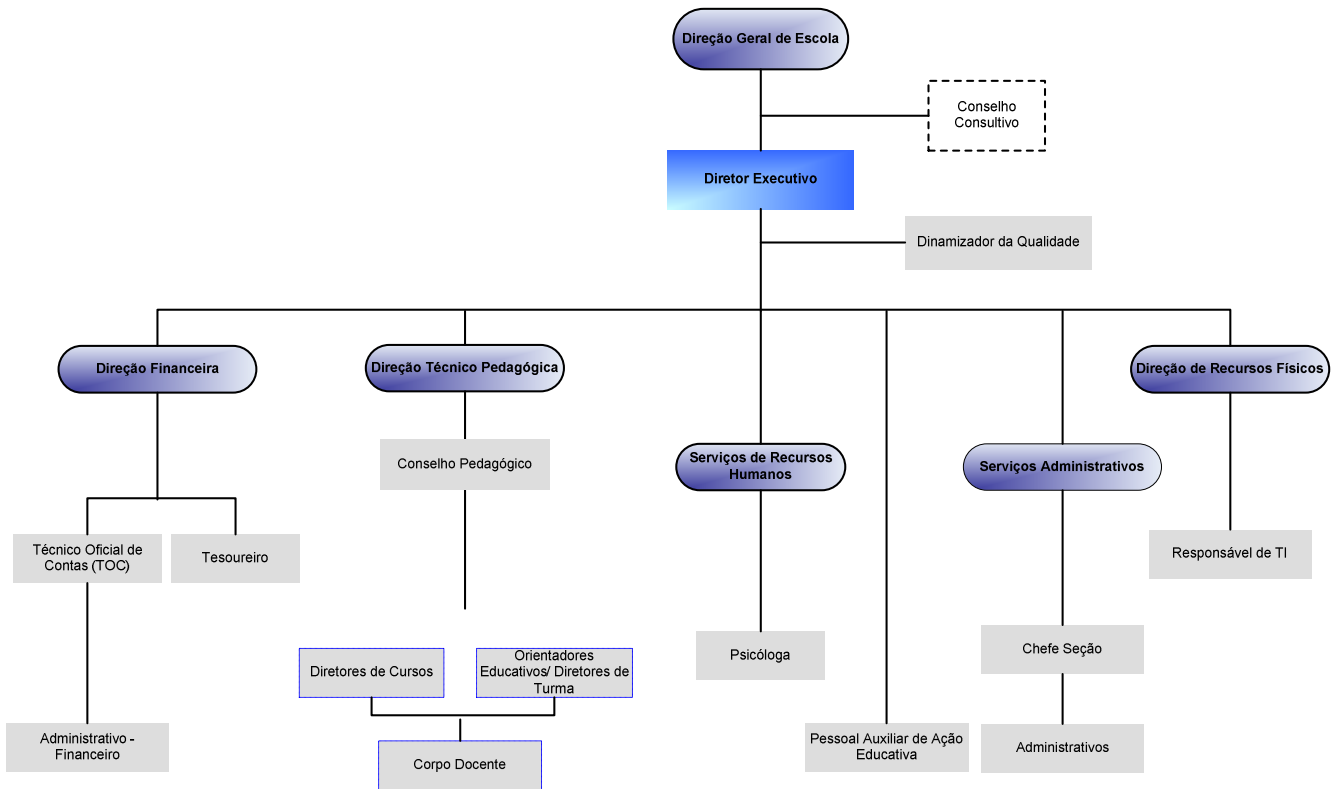 Direção Geral de Escola
Conselho
Consultivo
Diretor Executivo
Dinamizador da Qualidade
Direção Financeira
Direção Técnico Pedagógica
Direção de Recursos Físicos
Conselho Pedagógico
Serviços de Recursos
Humanos
Serviços Administrativos
Técnico Oficial de
Contas (TOC)
Tesoureiro
Responsável de TI
Diretores de Cursos
Orientadores
Educativos/ Diretores de
Turma
Psicóloga
Chefe Seção
Administrativo -
Financeiro
Corpo Docente
Pessoal Auxiliar de Ação
Educativa
Administrativos